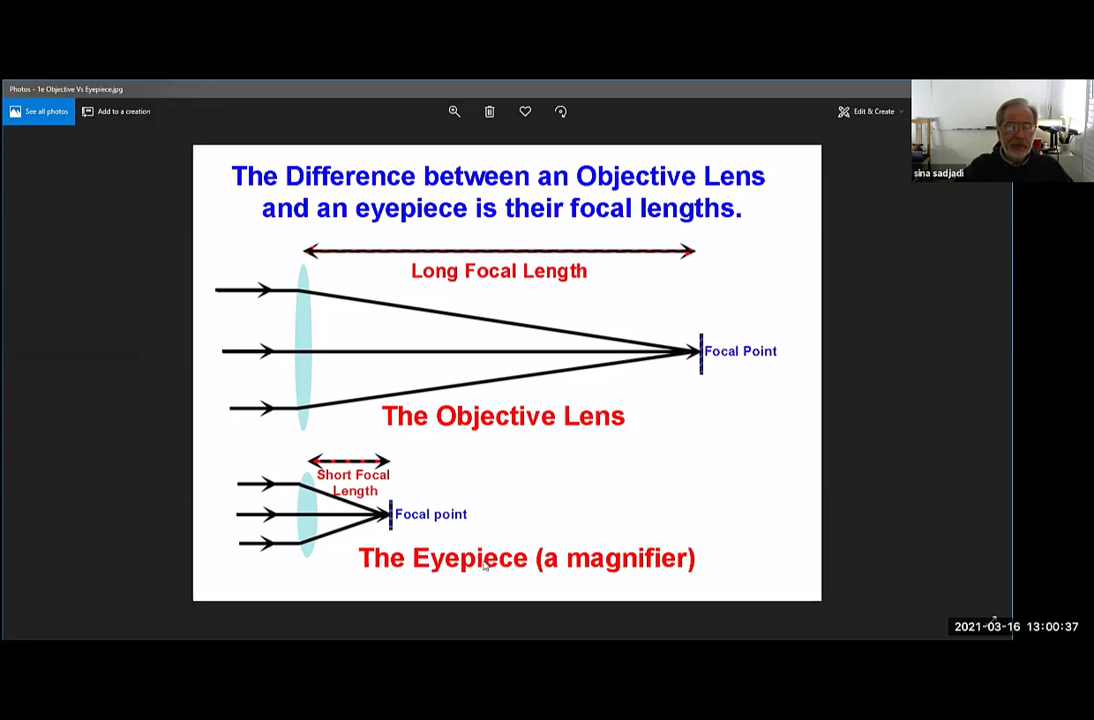 Photos - 1e Objective Vs Eyepiece.jpg
See all photos
Add to a creation
Edit & Create
sina sadjadi
The Difference between an Objective Lens
and an eyepiece is their focal lengths.
Long Focal Length
Focal Point
The Objective Lens
Short Focal
Length
Focal point
The Eyepiece (a magnifier)
2021-03-16 13:00:37